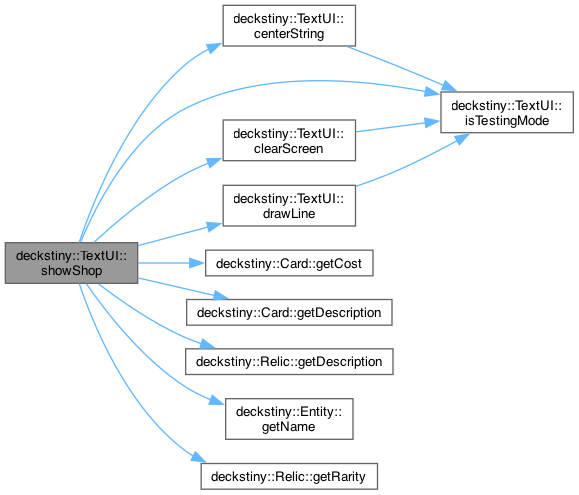 deckstiny::TextUI::
showShop
deckstiny::TextUI::
centerString
deckstiny::TextUI::
isTestingMode
deckstiny::TextUI::
clearScreen
deckstiny::TextUI::
drawLine
deckstiny::Card::getCost
deckstiny::Card::getDescription
deckstiny::Relic::getDescription
deckstiny::Entity::
getName
deckstiny::Relic::getRarity